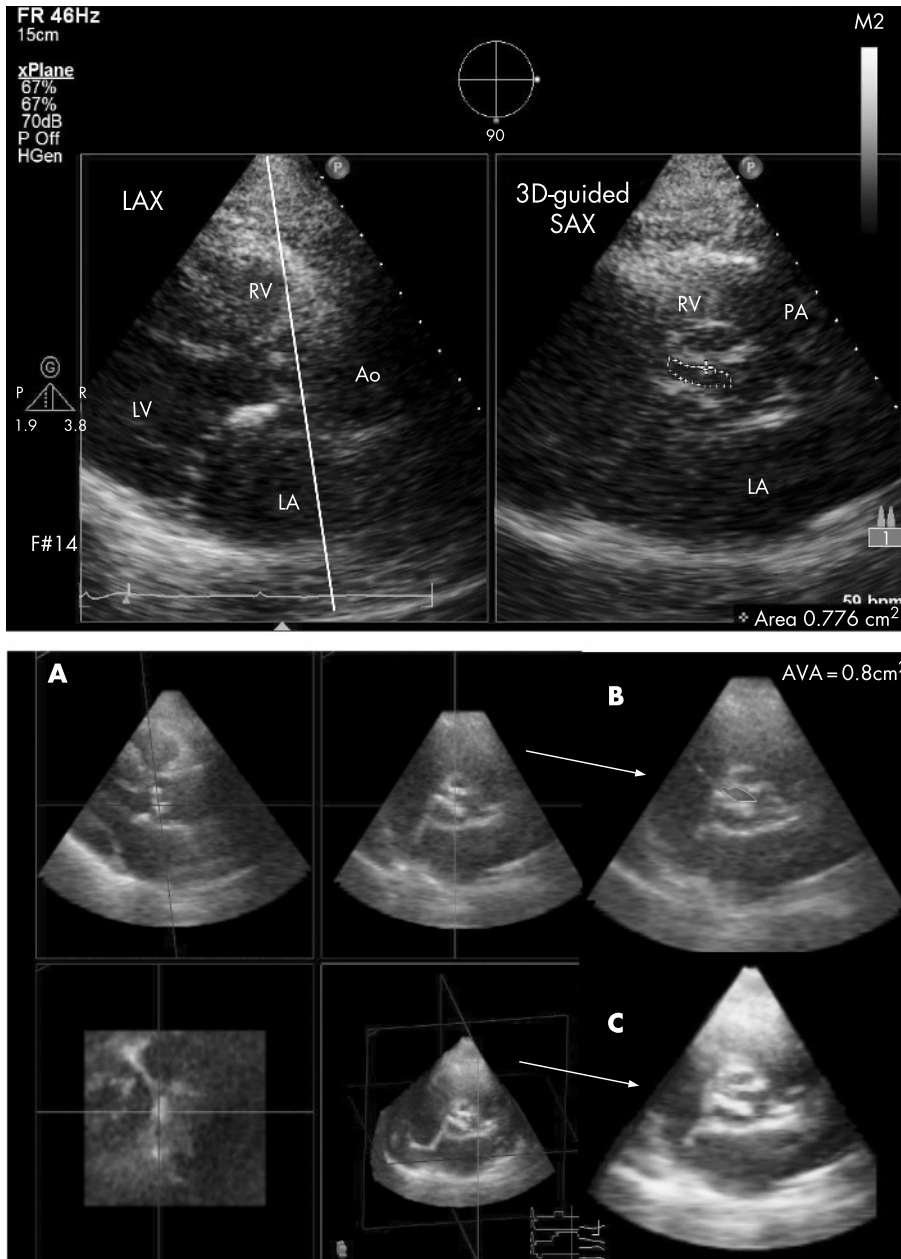 FR 46Hz
15cm
xPlane
67%
67%
70dB
P Off
HGen
M2
90
P
LAX
RV
Ao
LV
LA
P
3D-guided
SAX
RV
PA
LA
G
P R
1.9 3.8
F#14
1
59 bpm
Area 0.776 cm²
A
B
AVA = 0.8cm²
C